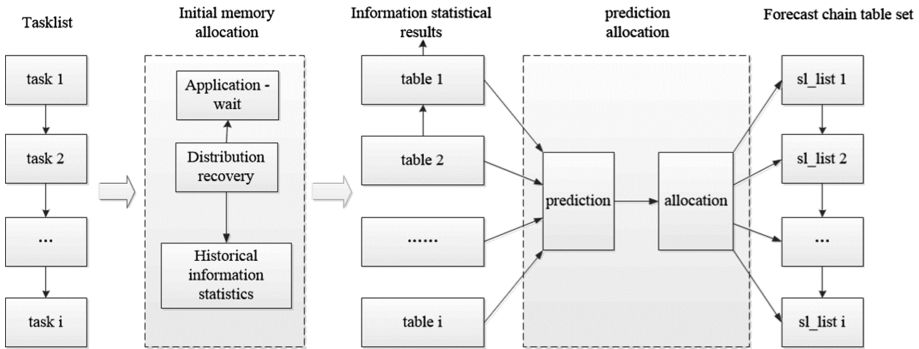 Tasklist
task 1
task 2
...
task i
Initial memory
allocation
Application -
wait
Distribution
recovery
Historical
information
statistics
Information statistical
results
table 1
table 2
......
table i
prediction
allocation
prediction
allocation
Forecast chain table set
sl_list 1
sl_list 2
...
sl_list i